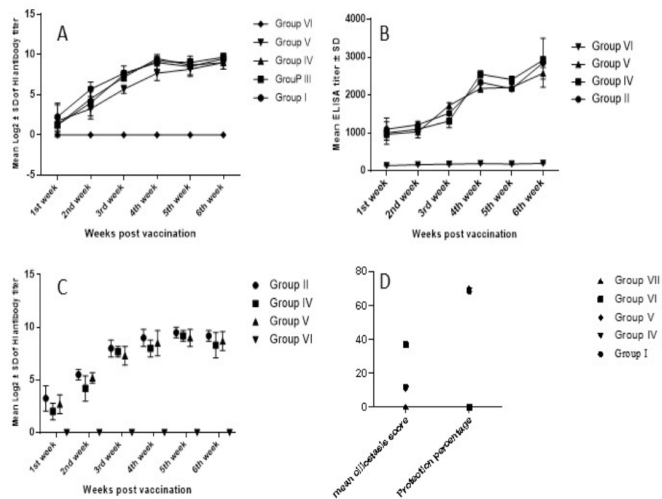 A
Mean Log2 ± SD of HI antibody titer
15
10
5
0
-5
1st week
2nd week
3rd week
4th week
5th week
6th week
Weeks post vaccination
Group VI
Group V
Group IV
GrouP III
Group I
B
Mean ELISA titer ± SD
4000
3000
2000
1000
0
1st week
2nd week
3rd week
4th week
5th week
6th week
Weeks post vaccination
Group VI
Group V
Group IV
Group II
C
Mean Log2 ± SD of HI antibody titer
15
10
5
0
1st week
2nd week
3rd week
4th week
5th week
6th week
Weeks post vaccination
Group II
Group IV
Group V
Group VI
D
80
60
40
20
0
mean ciliostasis score
Protection percentage
Group VII
Group VI
Group V
Group IV
Group I